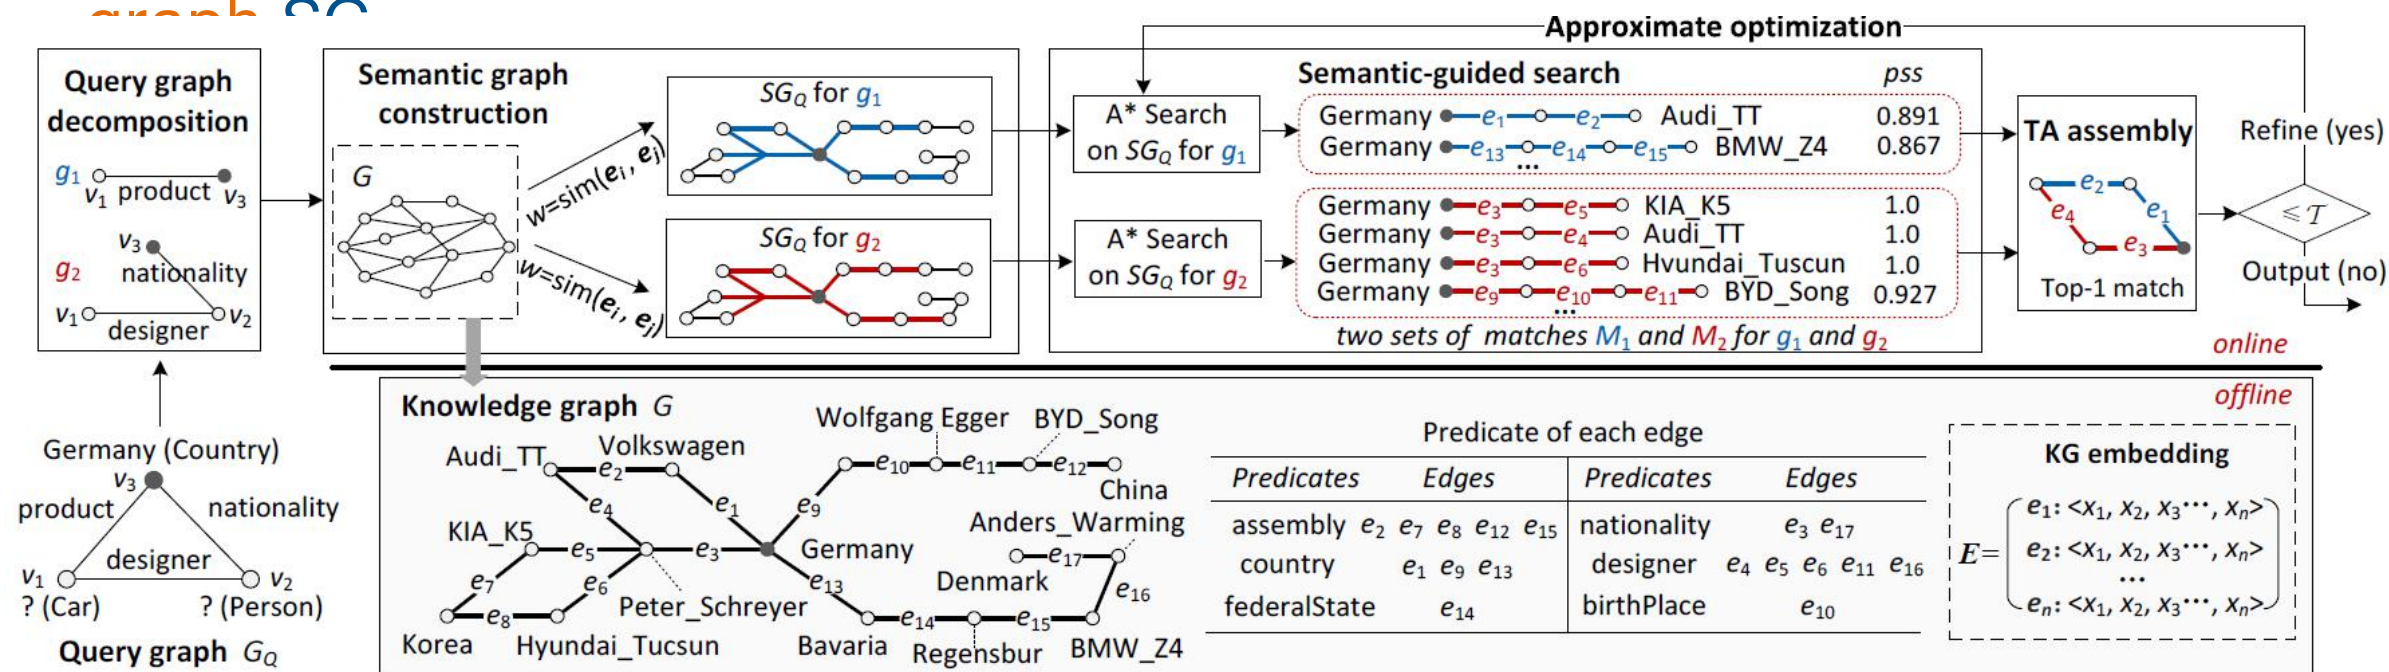 graph SG
Approximate optimization
Query graph
decomposition
g1
v1 product v3
v3
nationality
g2
v1
v2
designer
Semantic graph
construction
G
w=sim(ei, ej)
w=sim(ei, ej)
SGQ for g1
SGQ for g2
A* Search
on SGQ for g1
A* Search
on SGQ for g2
Semantic-guided search pss
Germany e1 e2 Audi_TT 0.891
Germany e13 e14 e15 BMW_Z4 0.867
...
Germany e3 e5 KIA_K5 1.0
Germany e3 e4 Audi_TT 1.0
Germany e3 e6 Hvundai_Tuscun 1.0
Germany e9 e10 e11 BYD_Song 0.927
...
two sets of matches M1 and M2 for g1 and g2
TA assembly
e2
e4 e1
e3
Top-1 match
Refine (yes)
⩽ T
Output (no)
online
offline
Germany (Country)
v3
product nationality
designer
v1 v2
? (Car) ? (Person)
Query graph GQ
Knowledge graph G
Wolfgang Egger BYD_Song
Audi_TT Volkswagen
e2 e10 e11 e12
China
e4 e1 e9
Anders_Warming
KIA_K5
e5 e3 Germany e17
e7 e6 e13 Denmark e16
Peter_Schreyer
e8 e14 e15
Korea Hyundai_Tucsun Bavaria Regensbur BMW_Z4
Predicate of each edge
Predicates Edges Predicates Edges
assembly e2 e7 e8 e12 e15 nationality e3 e17
country e1 e9 e13 designer e4 e5 e6 e11 e16
federalState e14 birthPlace e10
KG embedding
e1: <x1, x2, x3···, xn>
E= e2: <x1, x2, x3···, xn>
...
en: <x1, x2, x3···, xn>